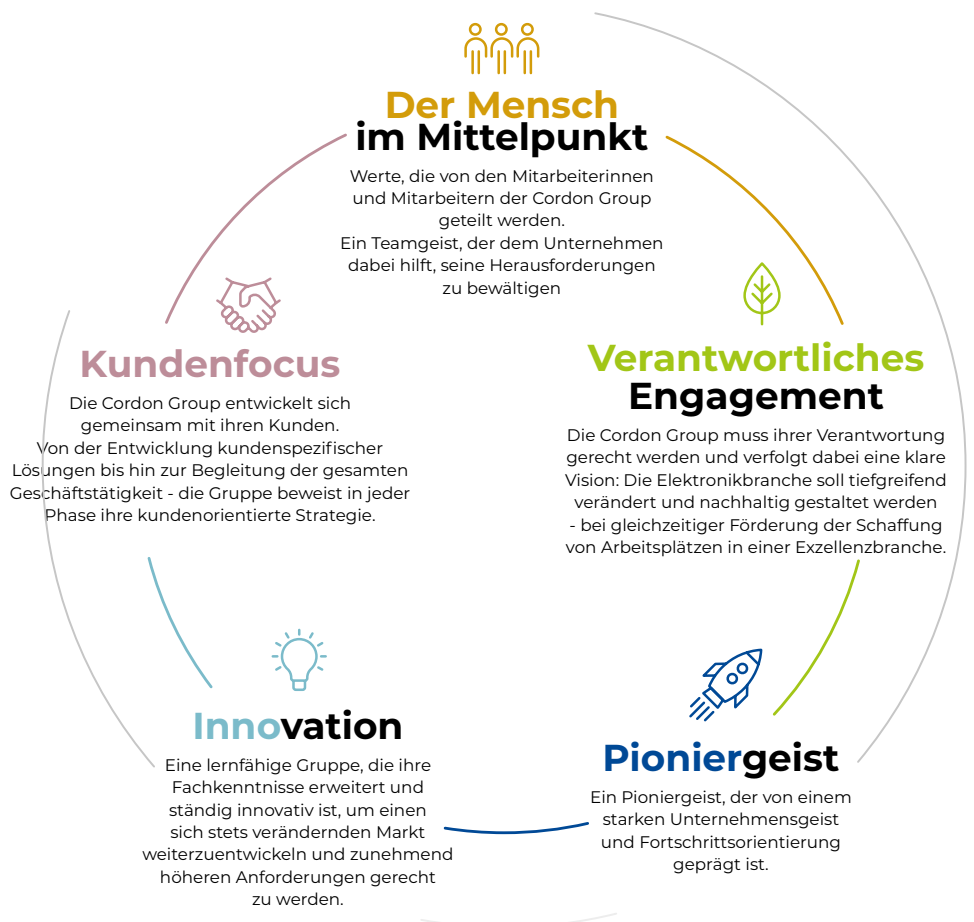 Der Mensch
im Mittelpunkt
Werte, die von den Mitarbeiterinnen
und Mitarbeitern der Cordon Group
geteilt werden.
Ein Teamgeist, der dem Unternehmen
dabei hilft, seine Herausforderungen
zu bewältigen
Kundenfocus
Die Cordon Group entwickelt sich
gemeinsam mit ihren Kunden.
Von der Entwicklung kundenspezifischer
Lösungen bis hin zur Begleitung der gesamten
Geschäftstätigkeit - die Gruppe beweist in jeder
Phase ihre kundenorientierte Strategie.
Verantwortliches
Engagement
Die Cordon Group muss ihrer Verantwortung
gerecht werden und verfolgt dabei eine klare
Vision: Die Elektronikbranche soll tiefgreifend
verändert und nachhaltig gestaltet werden
- bei gleichzeitiger Förderung der Schaffung
von Arbeitsplätzen in einer Exzellenzbranche.
Innovation
Eine lernfähige Gruppe, die ihre
Fachkenntnisse erweitert und
ständig innovativ ist, um einen
sich stets verändernden Markt
weiterzuentwickeln und zunehmend
höheren Anforderungen gerecht
zu werden.
Pioniergeist
Ein Pioniergeist, der von einem
starken Unternehmensgeist
und Fortschrittsorientierung
geprägt ist.